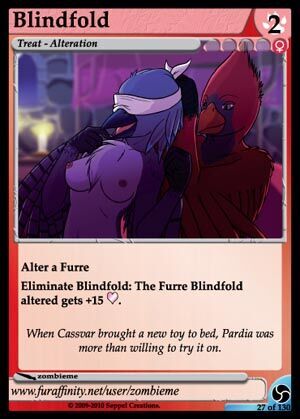 Blindfold
2
Treat - Alteration
Alter a Furre
Eliminate Blindfold: The Furre Blindfold
altered gets +15
When Cassvar brought a new toy to bed, Pardia was
more than willing to try it on.
zombieme
www.furaffinity.net/user/zombieme
© 2009-2010 Seppel Creations.
27 of 130